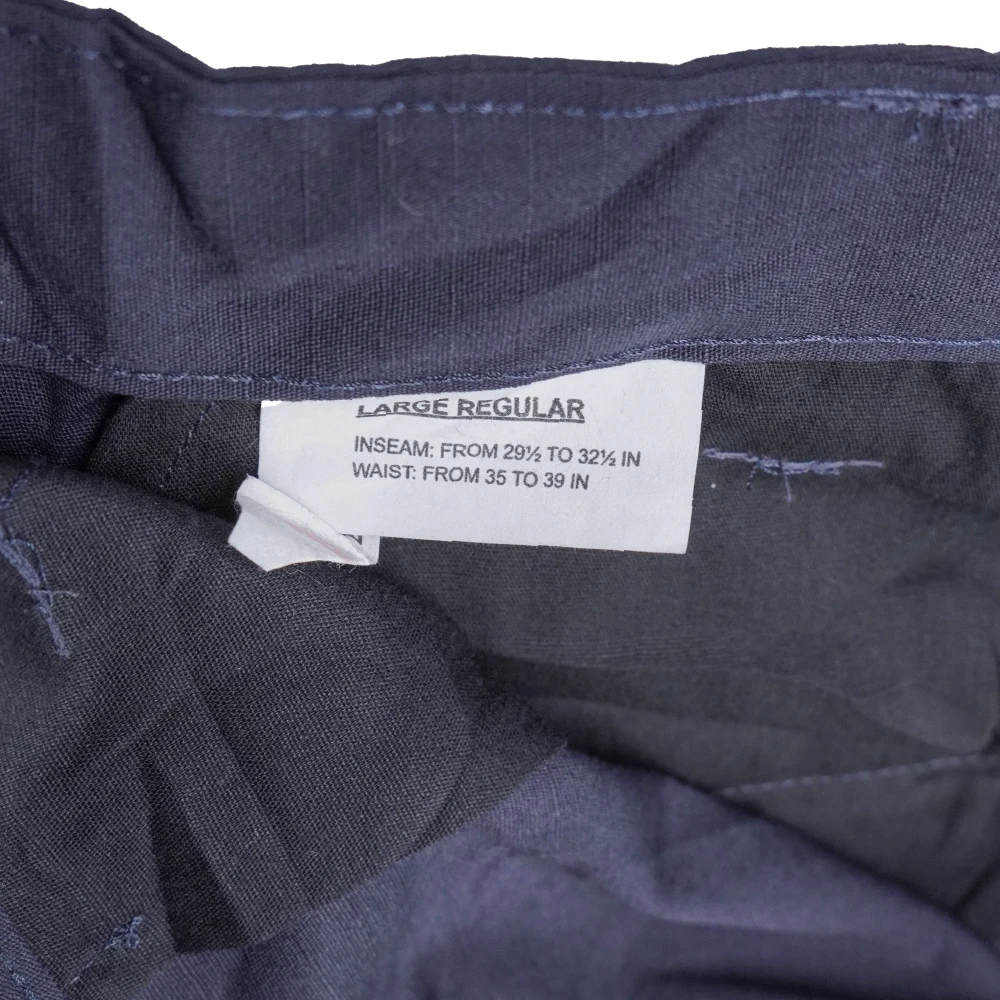 LARGE REGULAR
INSEAM: FROM 29½ TO 32½ IN
WAIST: FROM 35 TO 39 IN